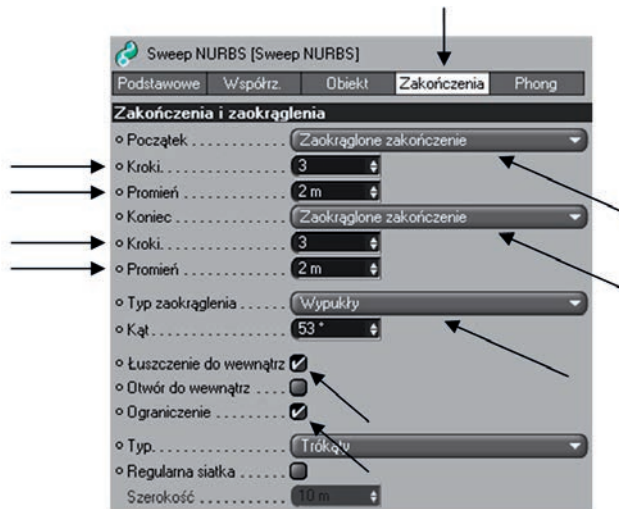 Sweep NURBS [Sweep NURBS]
Podstawowe Współrz. Obiekt Zakończenia Phong
Zakończenia i zaokrąglenia
Początek . . . . . . . . . . . Zaokrąglone zakończenie
Kroki. . . . . . . . . . . . . . 3
Promień . . . . . . . . . . . 2 m
Koniec . . . . . . . . . . . . Zaokrąglone zakończenie
Kroki. . . . . . . . . . . . . . 3
Promień . . . . . . . . . . . 2 m
Typ zaokrąglenia . . . . . Wypukły
Kąt. . . . . . . . . . . . . . . 53 °
Łuszczenie do wewnątrz
Otwór do wewnątrz . . . .
Ograniczenie . . . . . . . .
Typ. . . . . . . . . . . . . . . Trókąty
Regularna siatka . . . . .
Szerokość . . . . . . . . . . 10 m